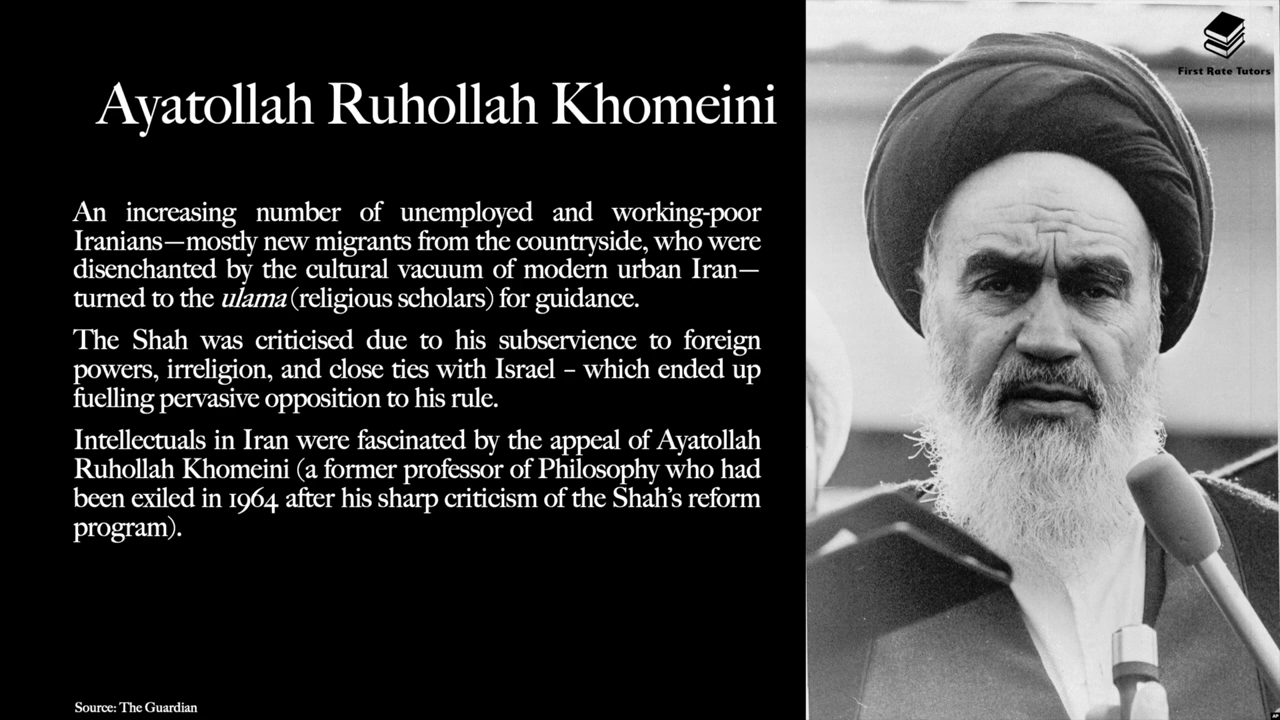 First Rate Tutors
Ayatollah Ruhollah Khomeini
An increasing number of unemployed and working-poor
Iranians—mostly new migrants from the countryside, who were
disenchanted by the cultural vacuum of modern urban Iran—
turned to the ulama (religious scholars) for guidance.
The Shah was criticised due to his subservience to foreign
powers, irreligion, and close ties with Israel – which ended up
fuelling pervasive opposition to his rule.
Intellectuals in Iran were fascinated by the appeal of Ayatollah
Ruhollah Khomeini (a former professor of Philosophy who had
been exiled in 1964 after his sharp criticism of the Shah's reform
program).
Source: The Guardian